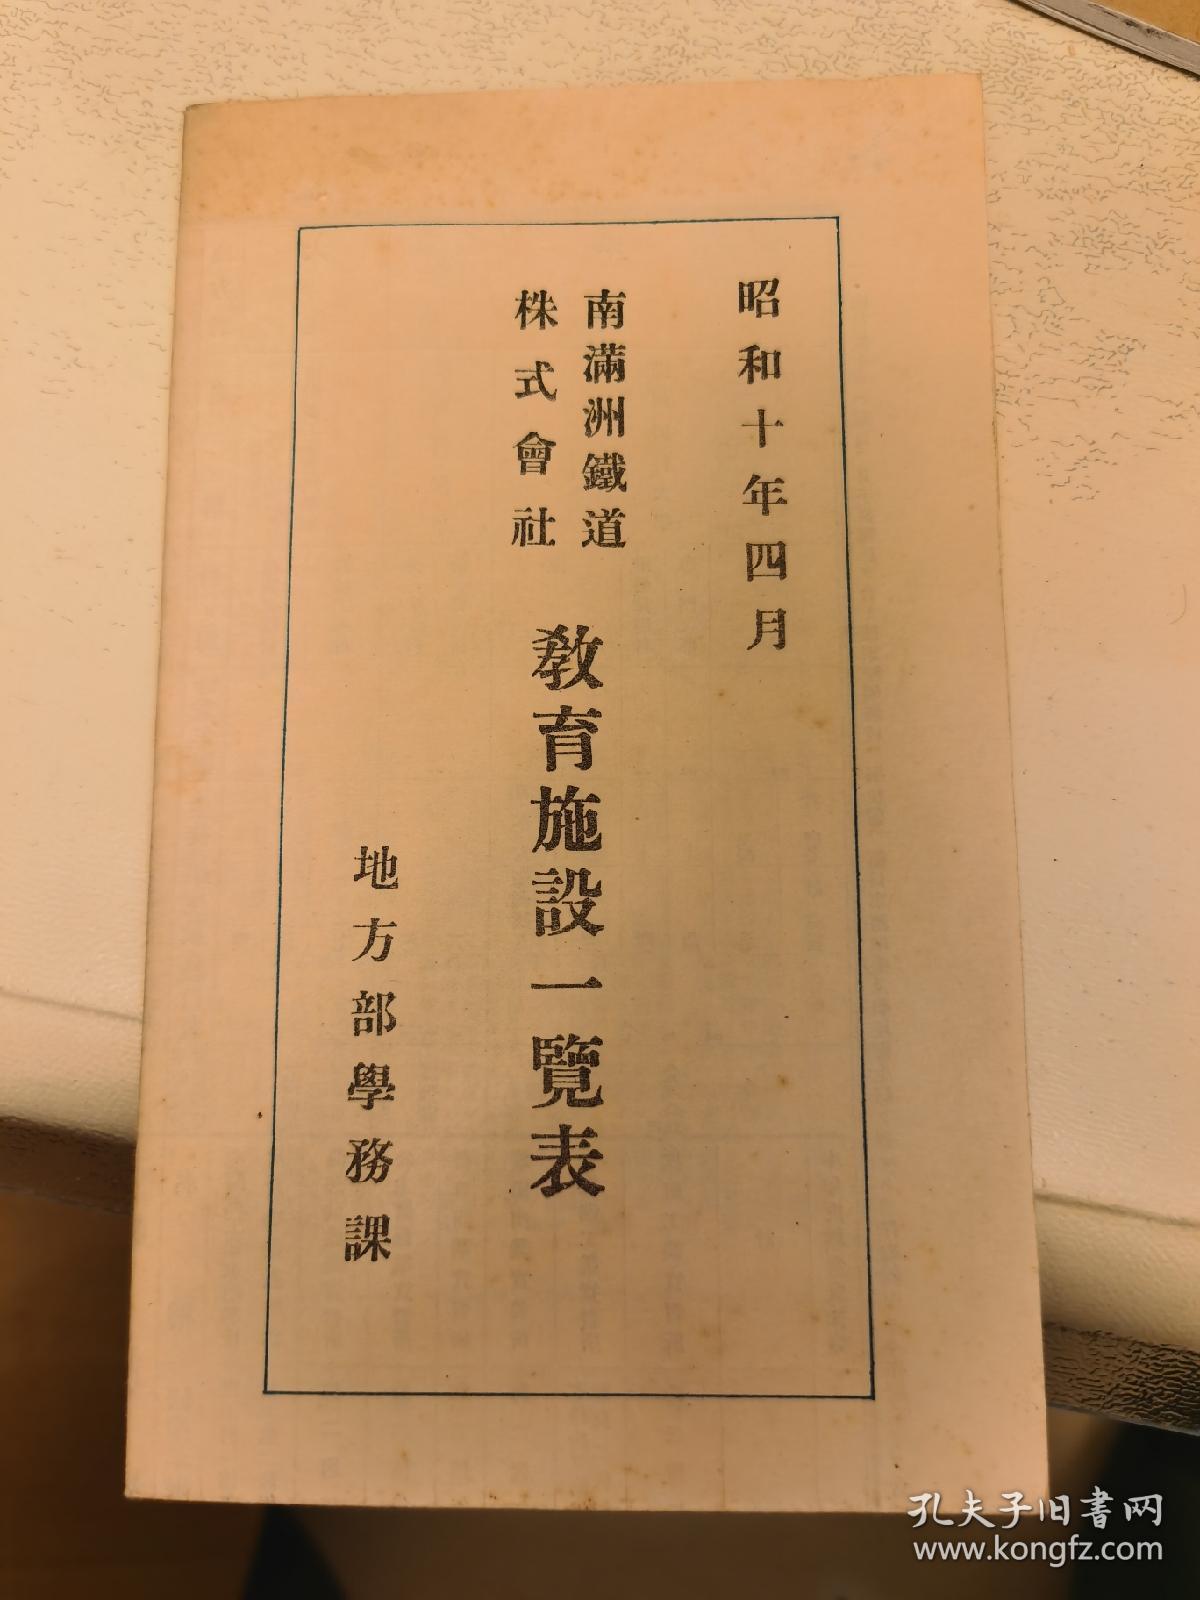 昭和十年四月
南滿洲鐵道
株式會社
教育施設一覽表
地方部學務課
孔夫子旧书网
www.kongfz.com